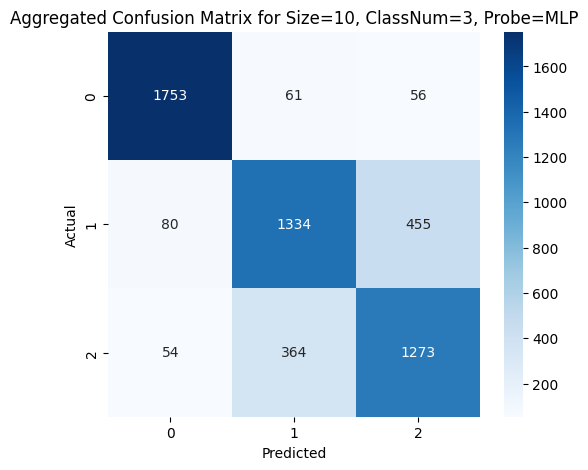 Aggregated Confusion Matrix for Size=10, ClassNum=3, Probe=MLP
0 1753 61 56
1 80 1334 455
2 54 364 1273
0 1 2
Predicted
Actual
1600
1400
1200
1000
800
600
400
200